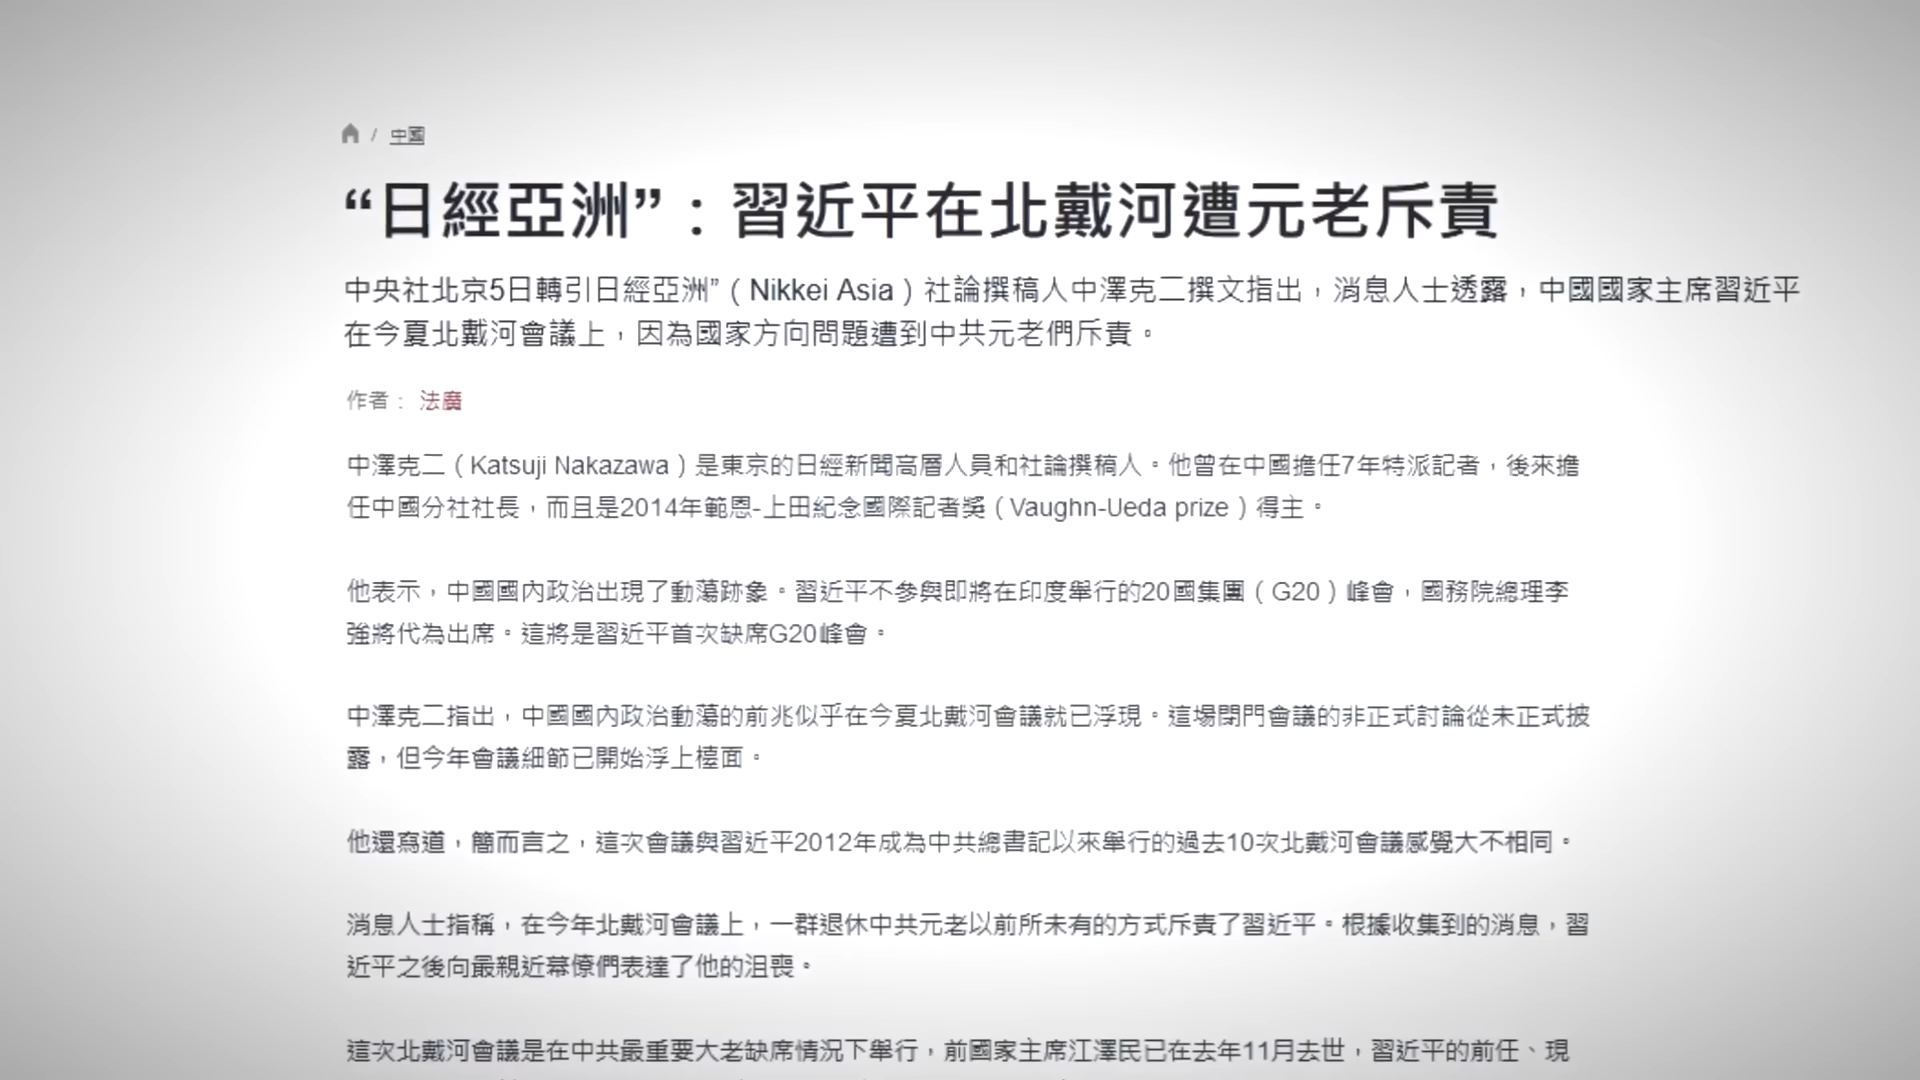 / 中國
“日經亞洲”：習近平在北戴河遭元老斥責
中央社北京5日轉引日經亞洲”（Nikkei Asia）社論撰稿人中澤克二撰文指出，消息人士透露，中國國家主席習近平
在今夏北戴河會議上，因為國家方向問題遭到中共元老們斥責。
作者： 法廣
中澤克二（Katsuji Nakazawa）是東京的日經新聞高層人員和社論撰稿人。他曾在中國擔任7年特派記者，後來擔
任中國分社社長，而且是2014年範恩-上田紀念國際記者獎（Vaughn-Ueda prize）得主。
他表示，中國國內政治出現了動蕩跡象。習近平不參與即將在印度舉行的20國集團（G20）峰會，國務院總理李
強將代為出席。這將是習近平首次缺席G20峰會。
中澤克二指出，中國國內政治動蕩的前兆似乎在今夏北戴河會議就已浮現。這場閉門會議的非正式討論從未正式披
露，但今年會議細節已開始浮上檯面。
他還寫道，簡而言之，這次會議與習近平2012年成為中共總書記以來舉行的過去10次北戴河會議感覺大不相同。
消息人士指稱，在今年北戴河會議上，一群退休中共元老以前所未有的方式斥責了習近平。根據收集到的消息，習
近平之後向最親近幕僚們表達了他的沮喪。
這次北戴河會議是在中共最重要大老缺席情況下舉行，前國家主席江澤民已在去年11月去世，習近平的前任、現